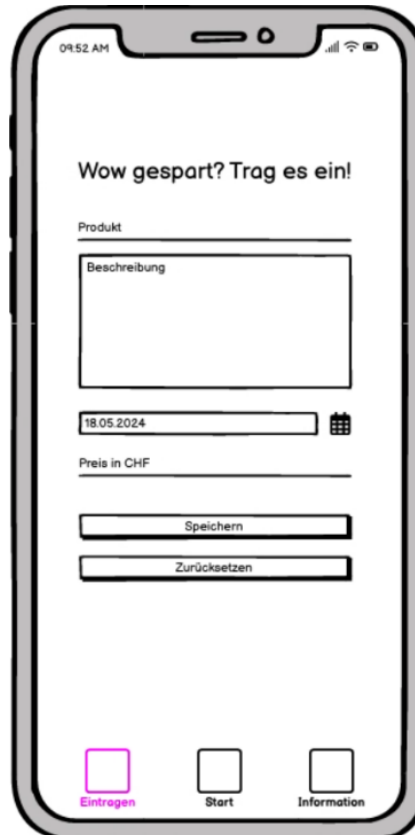 09:52 AM
Wow gespart? Trag es ein!
Produkt
Beschreibung
18.05.2024
Preis in CHF
Speichern
Zurücksetzen
Eintragen Start Information